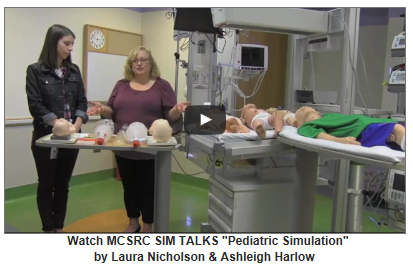 Watch MCSRC SIM TALKS "Pediatric Simulation"
by Laura Nicholson & Ashleigh Harlow